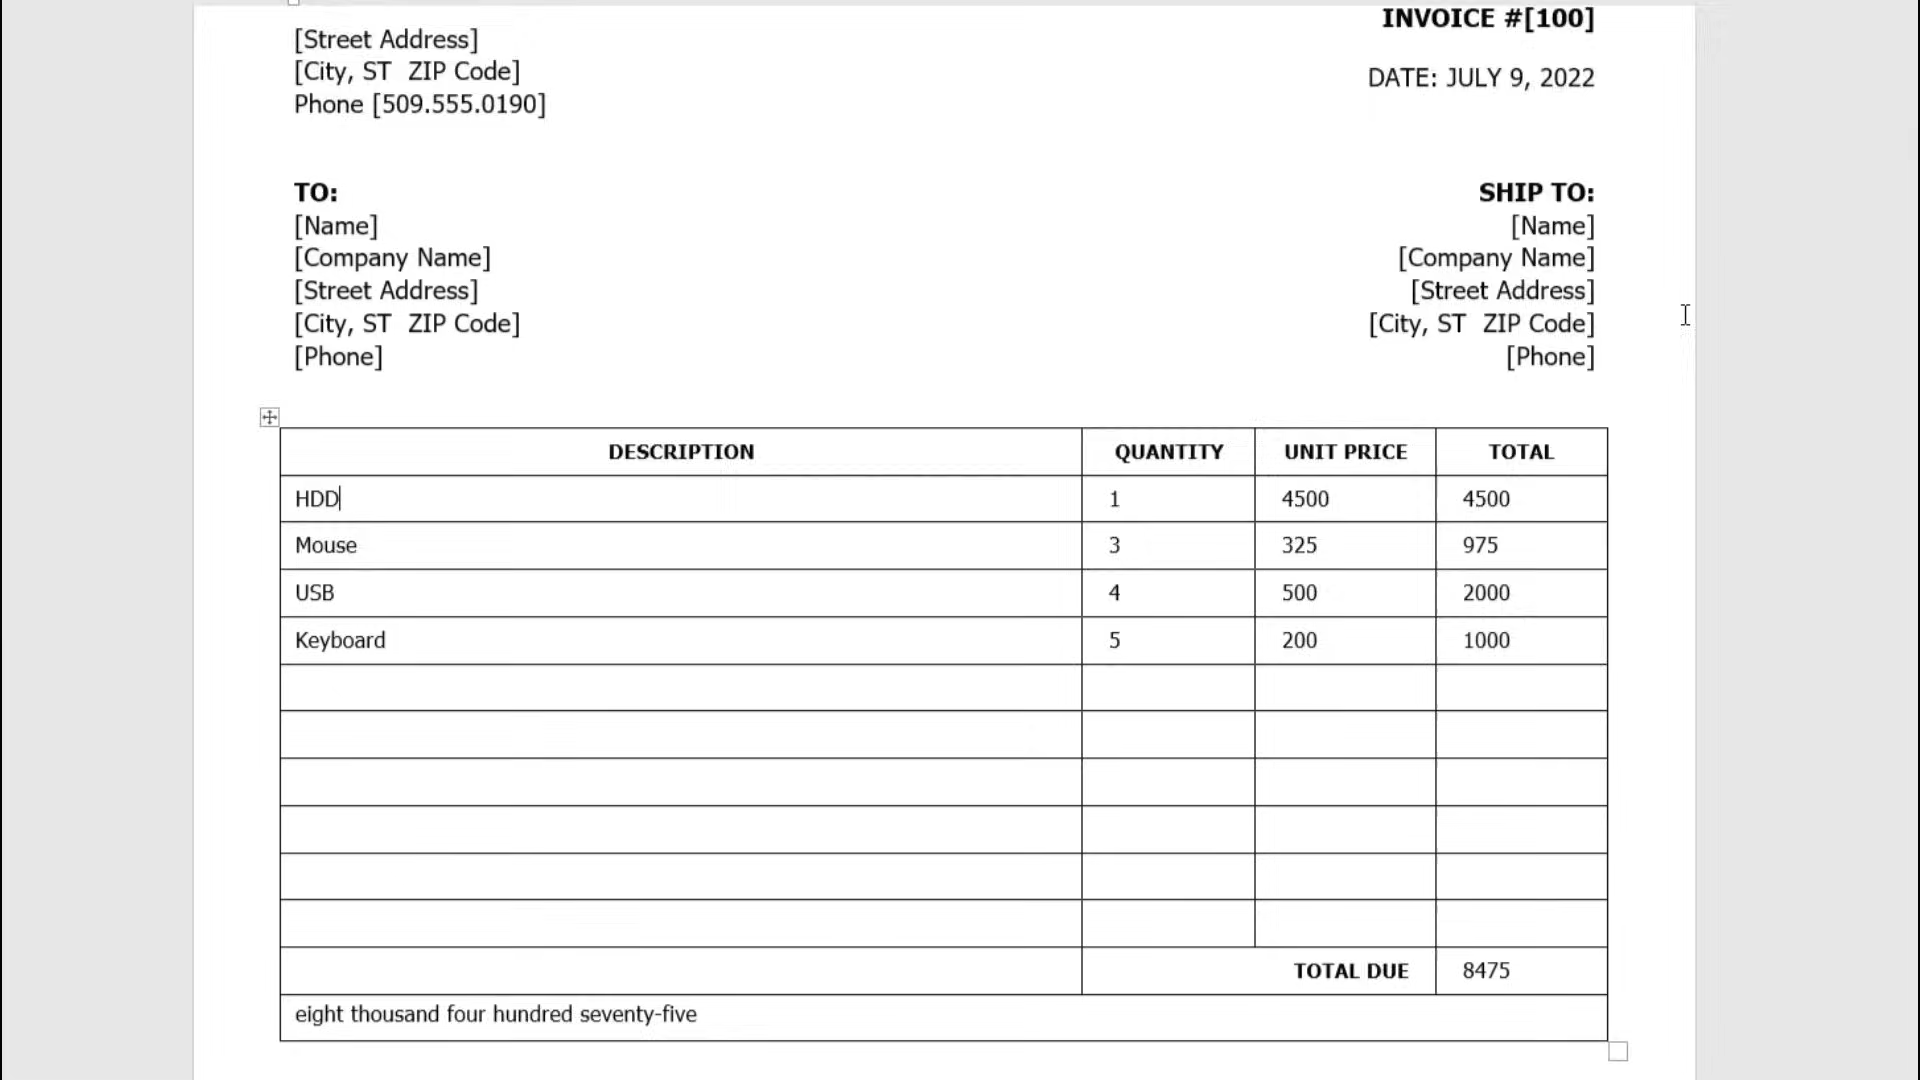 INVOICE #[100]
[Street Address]
[City, ST  ZIP Code]
DATE: JULY 9, 2022
Phone [509.555.0190]
TO:
[Name]
[Company Name]
[Street Address]
[City, ST  ZIP Code]
[Phone]
SHIP TO:
[Name]
[Company Name]
[Street Address]
[City, ST  ZIP Code]
[Phone]
DESCRIPTION QUANTITY UNIT PRICE TOTAL
HDD 1 4500 4500
Mouse 3 325 975
USB 4 500 2000
Keyboard 5 200 1000
TOTAL DUE 8475
eight thousand four hundred seventy-five